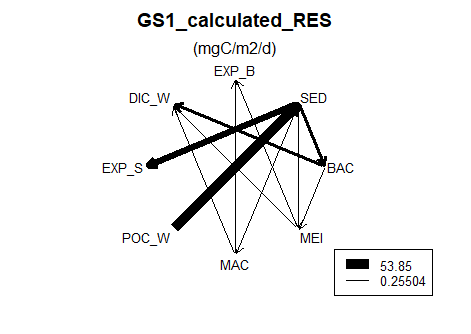 GS1_calculated_RES
(mgC/m2/d)
EXP_B
DIC_W
SED
EXP_S
BAC
POC_W
MEI
MAC
53.85
0.25504